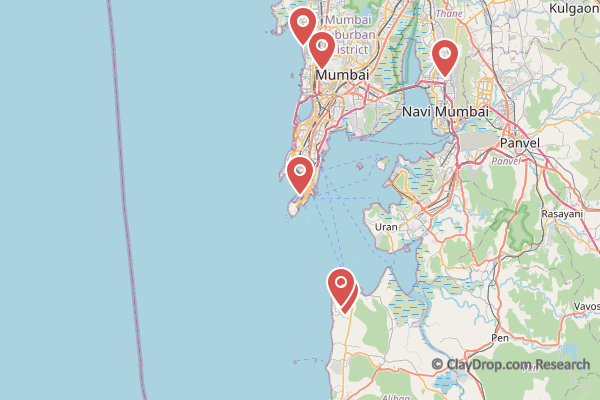 Kulgaon
Thane
Mumbai
Suburban
District
Mumbai
Navi Mumbai
Panvel
Panvel
Rasayani
Uran
Vavos
Pen
© ClayDrop.com Research
Alibag